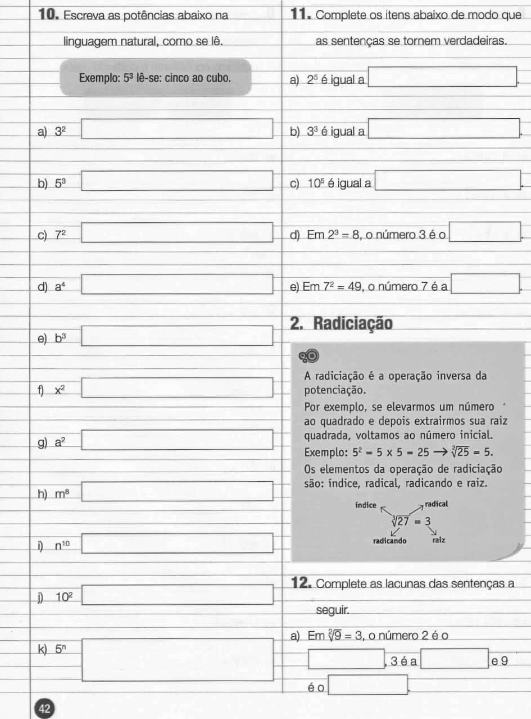 10. Escreva as potências abaixo na
linguagem natural, como se lê.
Exemplo: 5³ lê-se: cinco ao cubo.
a) 3²
b) 5³
c) 7²
d) a⁴
e) b³
f) x²
g) a²
h) m⁸
i) n¹⁰
j) 10²
k) 5ⁿ
42
11. Complete os itens abaixo de modo que
as sentenças se tornem verdadeiras.
a) 2⁵ é igual a .
b) 3³ é igual a .
c) 10⁵ é igual a .
d) Em 2³ = 8, o número 3 é o .
e) Em 7² = 49, o número 7 é a .
2. Radiciação
A radiciação é a operação inversa da
potenciação.
Por exemplo, se elevarmos um número
ao quadrado e depois extrairmos sua raiz
quadrada, voltamos ao número inicial.
Exemplo: 5² = 5 x 5 = 25 → ²√25 = 5.
Os elementos da operação de radiciação
são: índice, radical, radicando e raiz.
índice radical
³√27 = 3
radicando raiz
12. Complete as lacunas das sentenças a
seguir.
a) Em ²√9 = 3, o número 2 é o
, 3 é a e 9
é o .